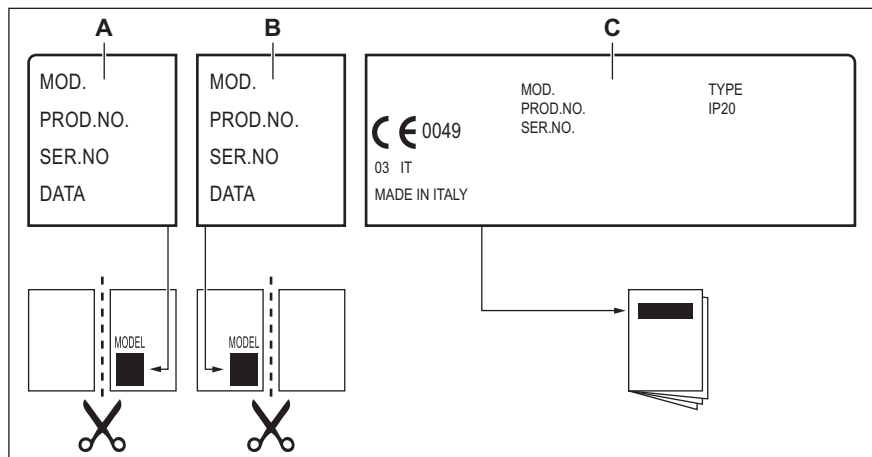 A
B
C
MOD.
PROD.NO.
SER.NO
DATA
MOD.
PROD.NO.
SER.NO
DATA
MOD.
PROD.NO.
SER.NO.
TYPE
IP20
CE 0049
03 IT
MADE IN ITALY
MODEL
MODEL